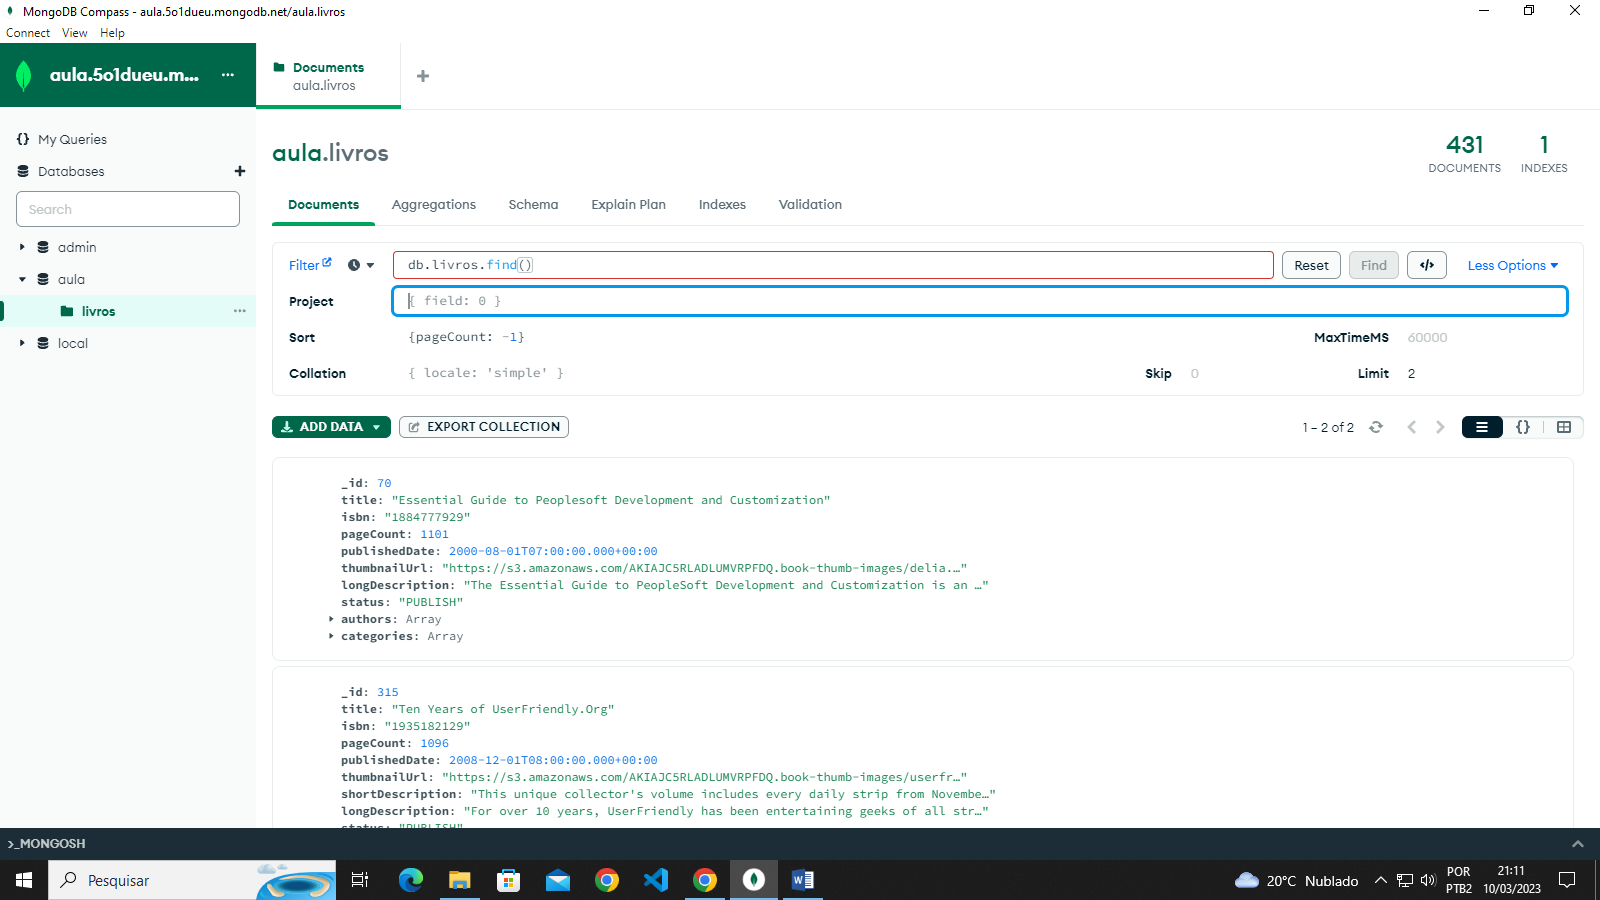 MongoDB Compass - aula.5o1dueu.mongodb.net/aula.livros
Connect View Help
aula.5o1dueu.m... ...
Documents
aula.livros
My Queries
Databases
Search
admin
aula
livros ...
local
aula.livros
431
DOCUMENTS
1
INDEXES
Documents Aggregations Schema Explain Plan Indexes Validation
Filter db.livros.find() Reset Find </> Less Options
Project { field: 0 }
Sort {pageCount: -1} MaxTimeMS 60000
Collation { locale: 'simple' } Skip 0 Limit 2
ADD DATA EXPORT COLLECTION 1 – 2 of 2 {}
_id: 70
title: "Essential Guide to Peoplesoft Development and Customization"
isbn: "1884777929"
pageCount: 1101
publishedDate: 2000-08-01T07:00:00.000+00:00
thumbnailUrl: "https://s3.amazonaws.com/AKIAJC5RLADLUMVRPFDQ.book-thumb-images/delia.…"
longDescription: "The Essential Guide to PeopleSoft Development and Customization is an …"
status: "PUBLISH"
authors: Array
categories: Array
_id: 315
title: "Ten Years of UserFriendly.Org"
isbn: "1935182129"
pageCount: 1096
publishedDate: 2008-12-01T08:00:00.000+00:00
thumbnailUrl: "https://s3.amazonaws.com/AKIAJC5RLADLUMVRPFDQ.book-thumb-images/userfr…"
shortDescription: "This unique collector's volume includes every daily strip from Novembe…"
longDescription: "For over 10 years, UserFriendly has been entertaining geeks of all str…"
status: "PUBLISH"
>_MONGOSH
Pesquisar
20°C Nublado
POR
PTB2
21:11
10/03/2023